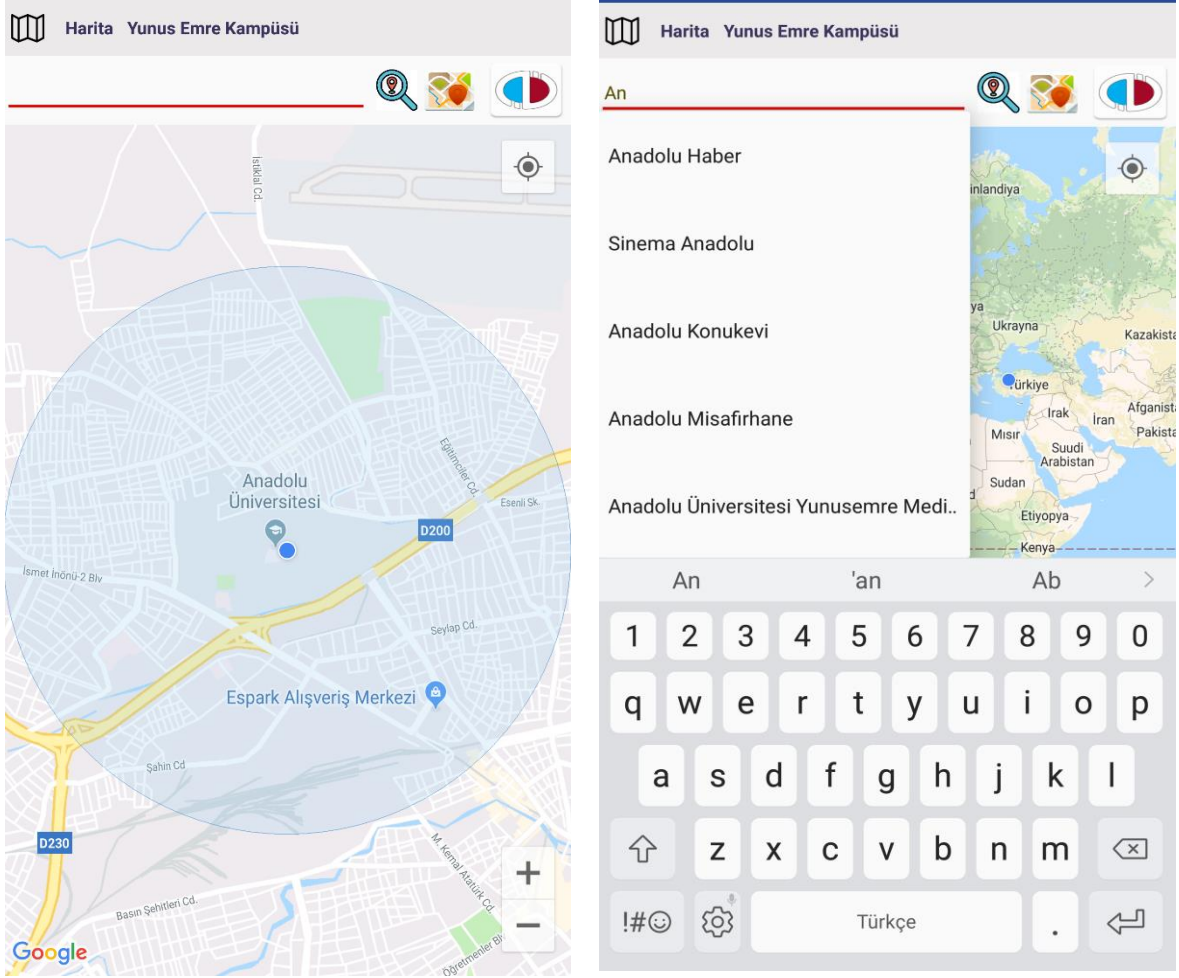 Harita Yunus Emre Kampüsü
İstiklal Cd.
Eğitimciler Cd.
Anadolu
Üniversitesi
Esenli Sk.
D200
İsmet İnönü-2 Blv
Seylap Cd.
Espark Alışveriş Merkezi
Şahin Cd
D230
M. Kemal Atatürk Cd.
Basın Şehitleri Cd.
Öğretmenler Bl
Google
Harita Yunus Emre Kampüsü
An
Anadolu Haber
Sinema Anadolu
Anadolu Konukevi
Anadolu Misafirhane
Anadolu Üniversitesi Yunusemre Medi..
inlandiya
ya
Ukrayna
Kazakista
Türkiye
Irak
İran
Afganista
Pakista
Mısır
Suudi
Arabistan
Sudan
d
Etiyopya
Kenya
An 'an Ab
1 2 3 4 5 6 7 8 9 0
q w e r t y u i o p
a s d f g h j k l
z x c v b n m
!#☺ Türkçe .